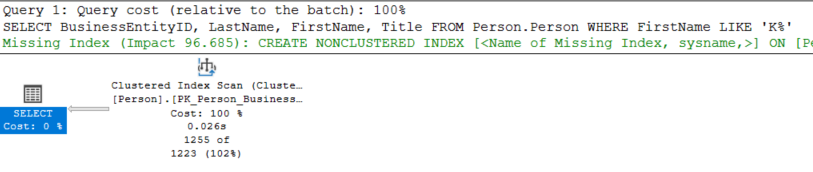 Query 1: Query cost (relative to the batch): 100%
SELECT BusinessEntityID, LastName, FirstName, Title FROM Person.Person WHERE FirstName LIKE 'K%'
Missing Index (Impact 96.685): CREATE NONCLUSTERED INDEX [<Name of Missing Index, sysname,>] ON [Pe
Clustered Index Scan (Cluste…
[Person].[PK_Person_Business…
Cost: 100 %
0.026s
1255 of
1223 (102%)
SELECT
Cost: 0 %